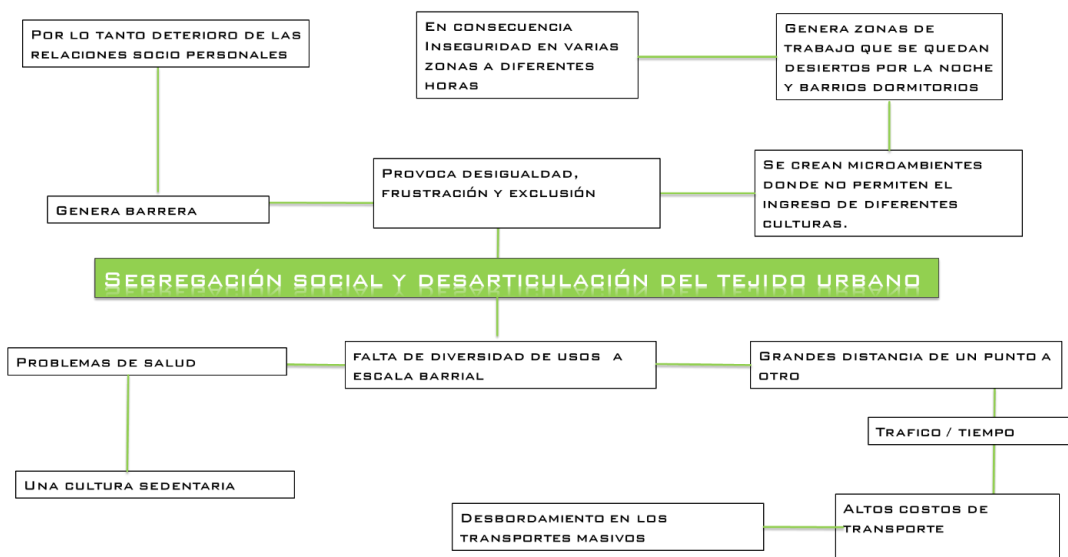 Por lo tanto deterioro de las
relaciones socio personales
En consecuencia
Inseguridad en varias
zonas a diferentes
horas
Genera zonas de
trabajo que se quedan
desiertos por la noche
y barrios dormitorios
Genera barrera
Provoca desigualdad,
frustración y exclusión
Se crean microambientes
donde no permiten el
ingreso de diferentes
culturas.
Segregación social y desarticulación del tejido urbano
Problemas de salud
falta de diversidad de usos a
escala barrial
Grandes distancia de un punto a
otro
Trafico / tiempo
Una cultura sedentaria
Desbordamiento en los
transportes masivos
Altos costos de
transporte